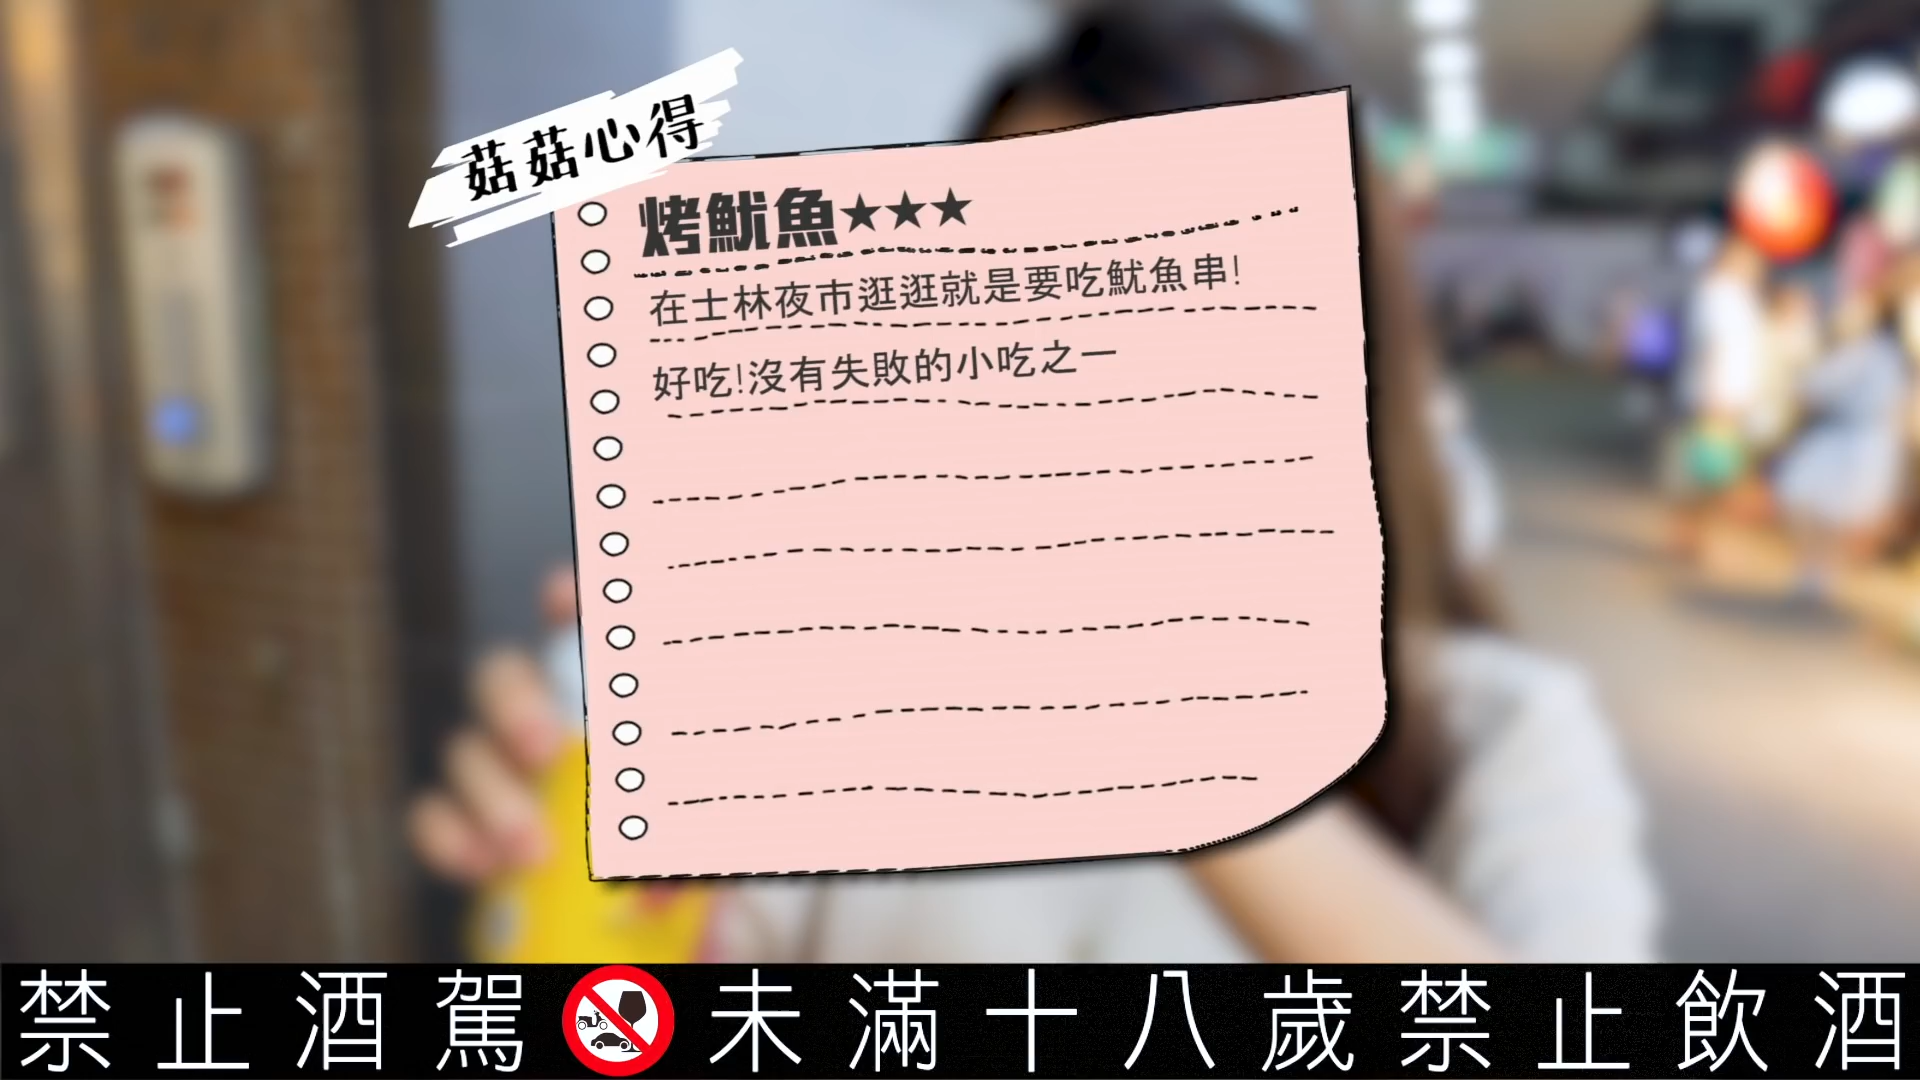 菇菇心得
烤魷魚★★★
在士林夜市逛逛就是要吃魷魚串!
好吃!沒有失敗的小吃之一
禁止酒駕 未滿十八歲禁止飲酒